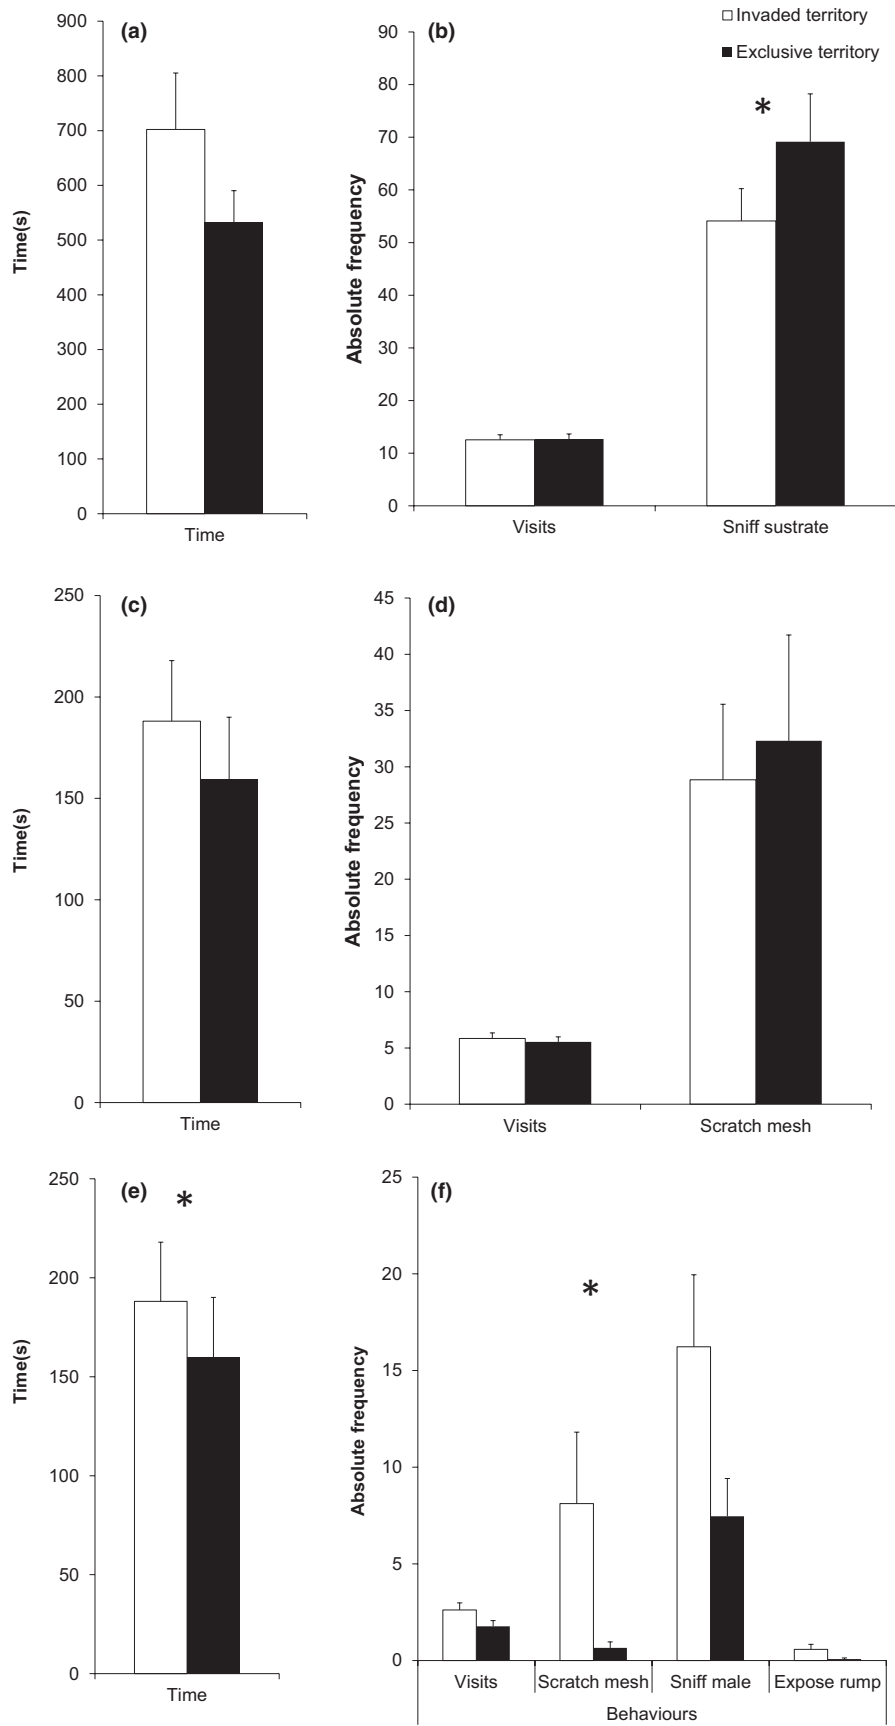 Invaded territory
Exclusive territory
(a)
900
800
700
600
500
400
300
200
100
0
Time(s)
Time
(b)
90
80
70
60
50
40
30
20
10
0
Absolute frequency
*
Visits Sniff sustrate
(c)
250
200
150
100
50
0
Time(s)
Time
(d)
45
40
35
30
25
20
15
10
5
0
Absolute frequency
Visits Scratch mesh
(e)
250
200
150
100
50
0
Time(s)
*
Time
(f)
25
20
15
10
5
0
Absolute frequency
*
Visits Scratch mesh Sniff male Expose rump
Behaviours